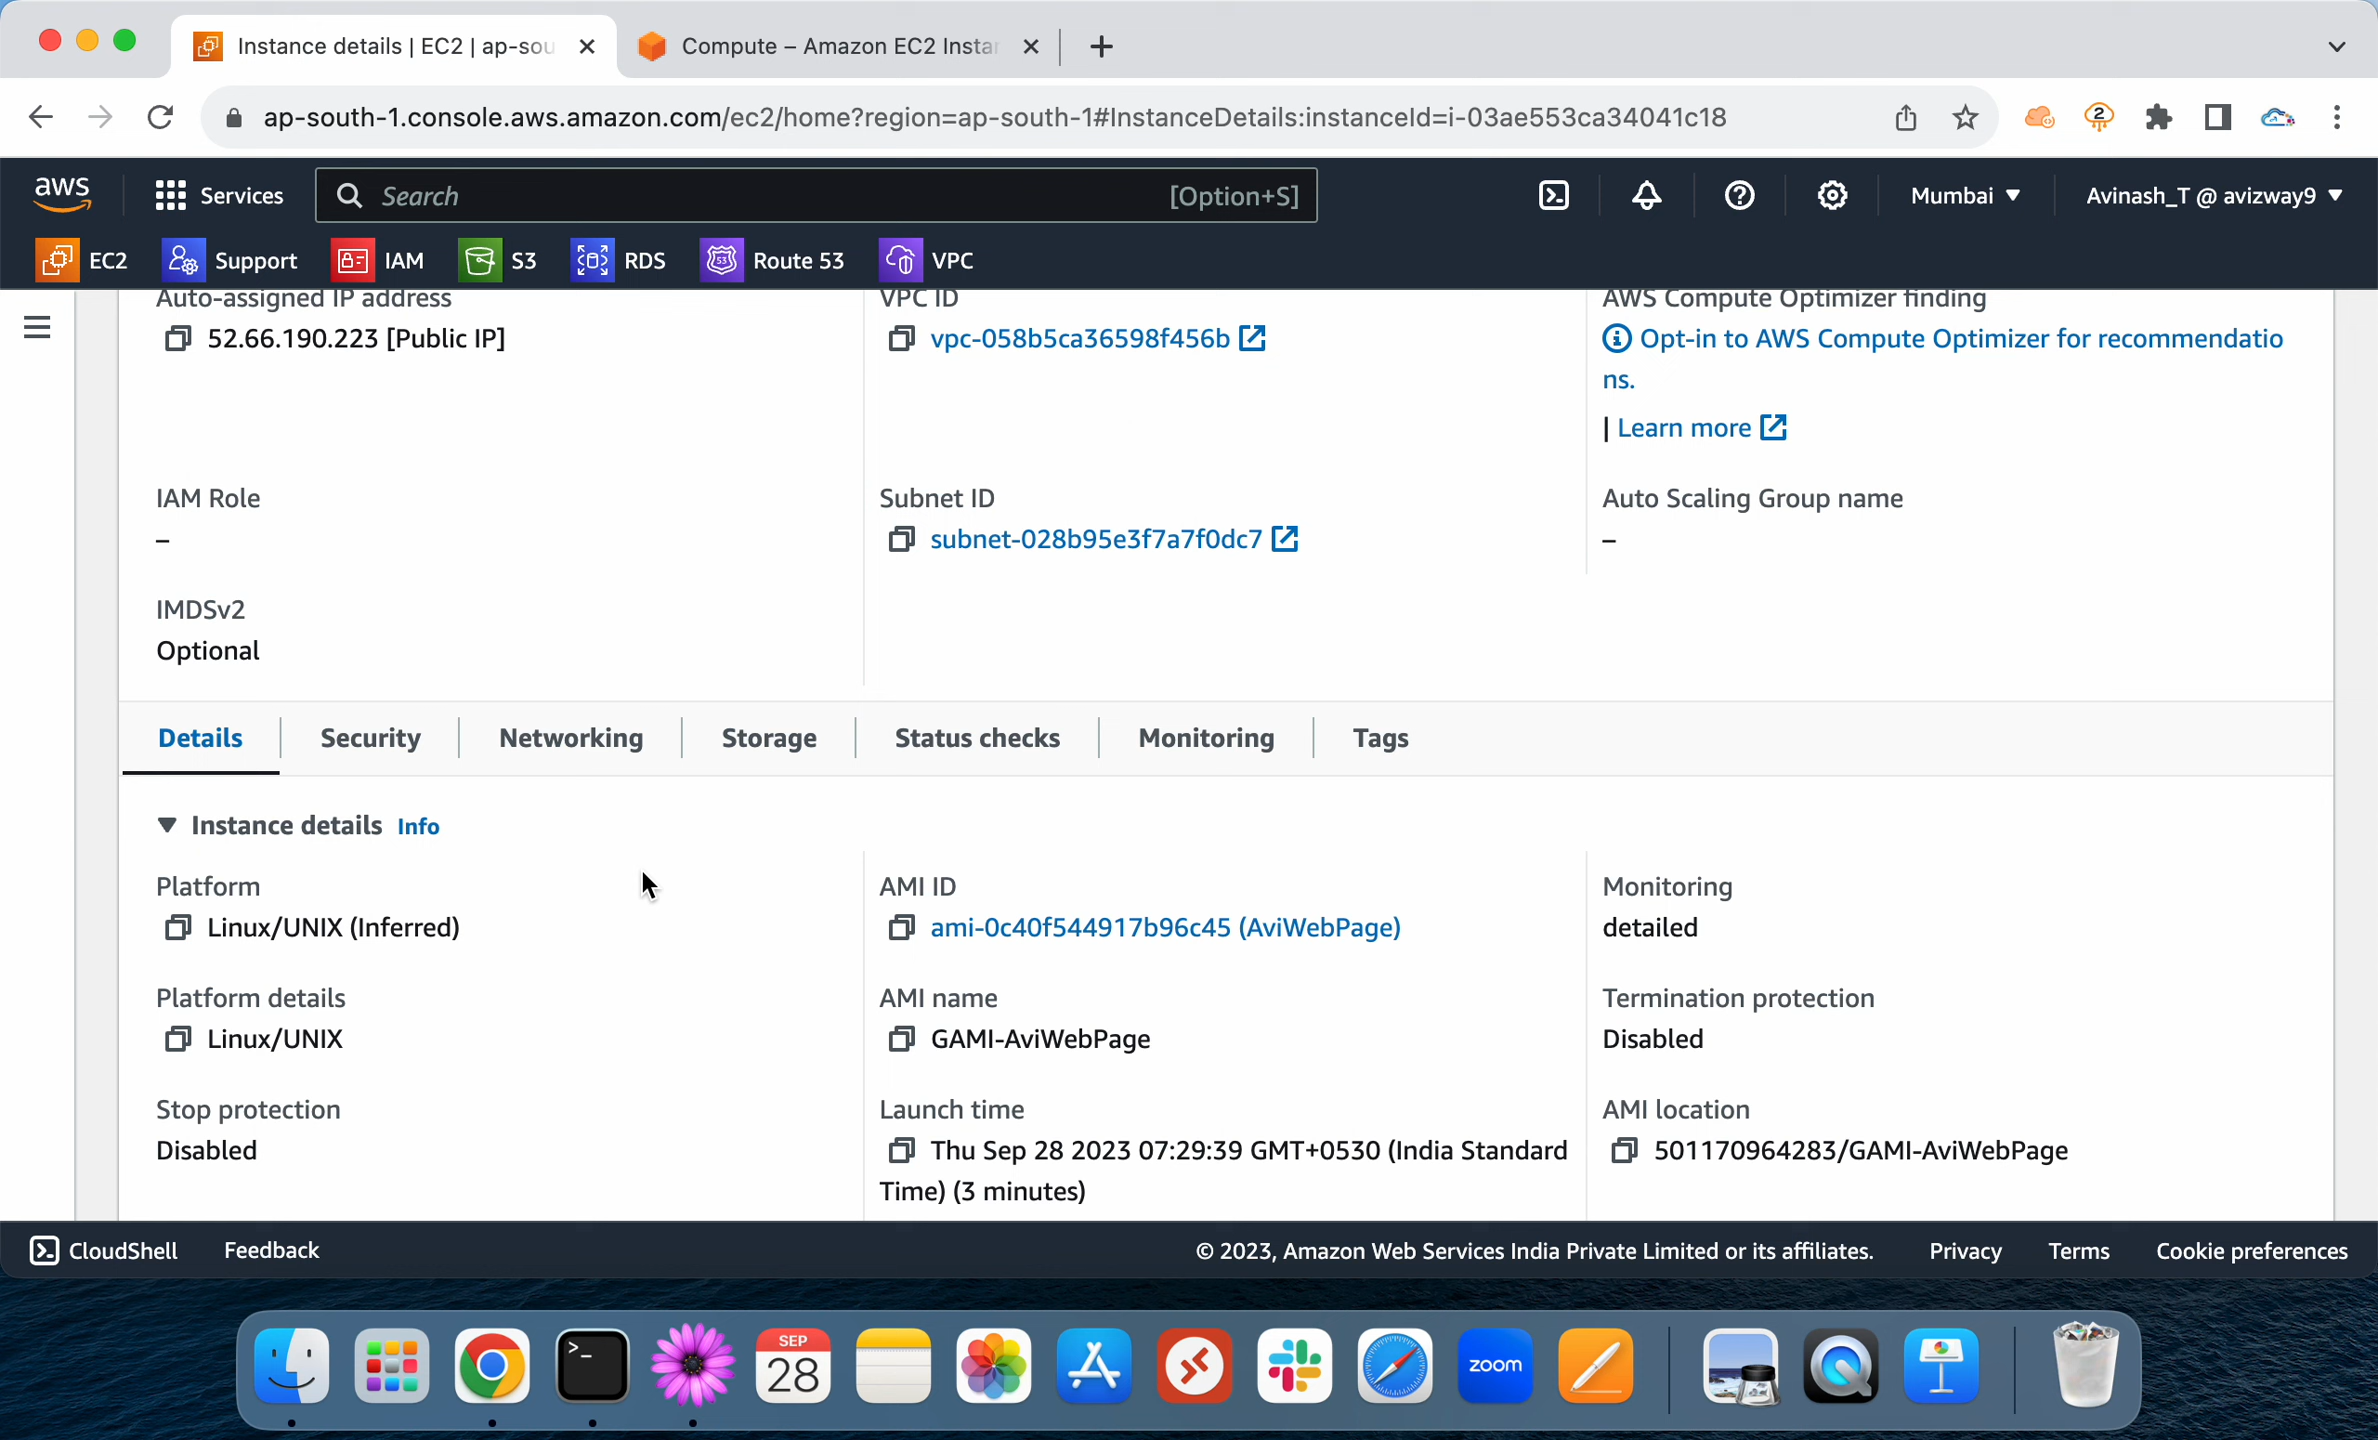 Instance details | EC2 | ap-sou
Compute – Amazon EC2 Insta
ap-south-1.console.aws.amazon.com/ec2/home?region=ap-south-1#InstanceDetails:instanceId=i-03ae553ca34041c18
2
aws
Services
Search
[Option+S]
Mumbai
Avinash_T @ avizway9
EC2
Support
IAM
S3
RDS
53
Route 53
VPC
Auto-assigned IP address
52.66.190.223 [Public IP]
VPC ID
vpc-058b5ca36598f456b
AWS Compute Optimizer finding
Opt-in to AWS Compute Optimizer for recommendatio
ns.
| Learn more
IAM Role
–
Subnet ID
subnet-028b95e3f7a7f0dc7
Auto Scaling Group name
–
IMDSv2
Optional
Details
Security
Networking
Storage
Status checks
Monitoring
Tags
Instance details Info
Platform
Linux/UNIX (Inferred)
AMI ID
ami-0c40f544917b96c45 (AviWebPage)
Monitoring
detailed
Platform details
Linux/UNIX
AMI name
GAMI-AviWebPage
Termination protection
Disabled
Stop protection
Disabled
Launch time
Thu Sep 28 2023 07:29:39 GMT+0530 (India Standard
Time) (3 minutes)
AMI location
501170964283/GAMI-AviWebPage
CloudShell
Feedback
© 2023, Amazon Web Services India Private Limited or its affiliates.
Privacy
Terms
Cookie preferences
SEP
28
zoom